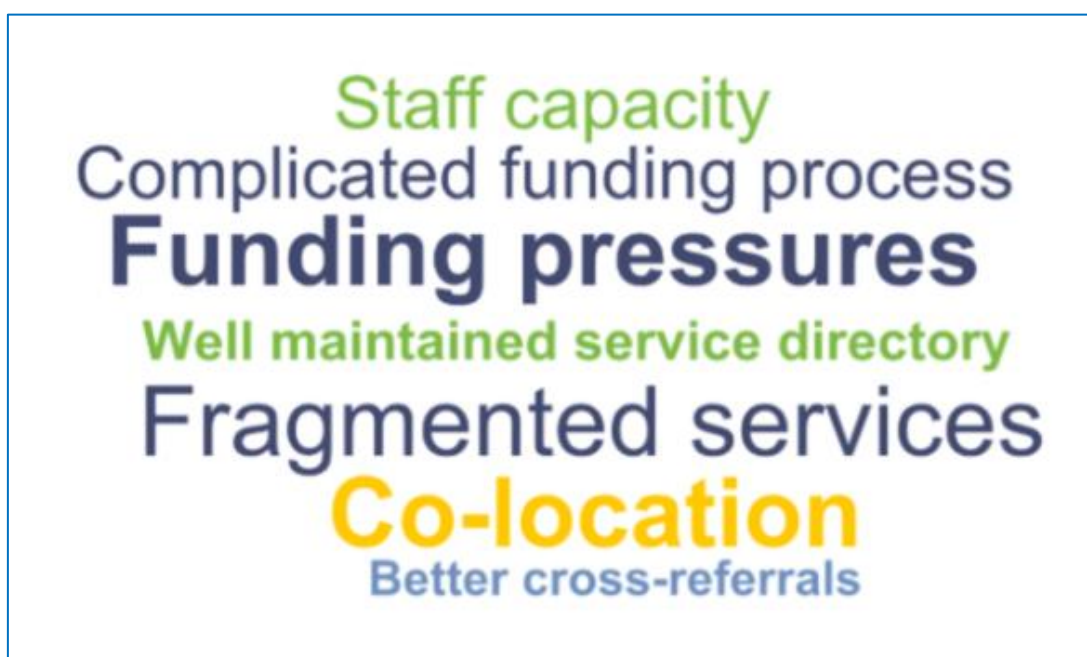 Staff capacity
Complicated funding process
Funding pressures
Well maintained service directory
Fragmented services
Co-location
Better cross-referrals